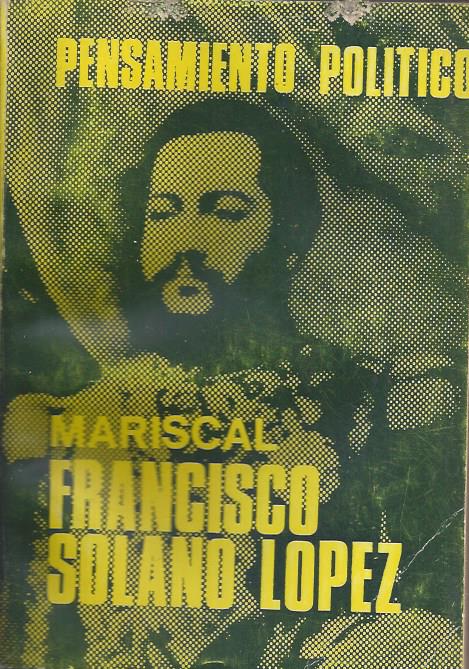 PENSAMIENTO POLITICO
MARISCAL
FRANCISCO
SOLANO LOPEZ